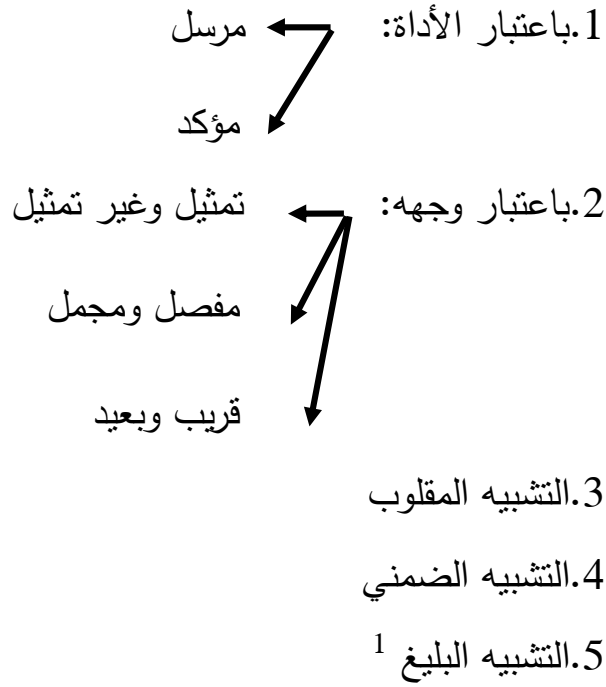 1.باعتبار الأداة: مرسل
مؤكد
2.باعتبار وجهه: تمثيل وغير تمثيل
مفصل ومجمل
قريب وبعيد
3.التشبيه المقلوب
4.التشبيه الضمني
5.التشبيه البليغ 1